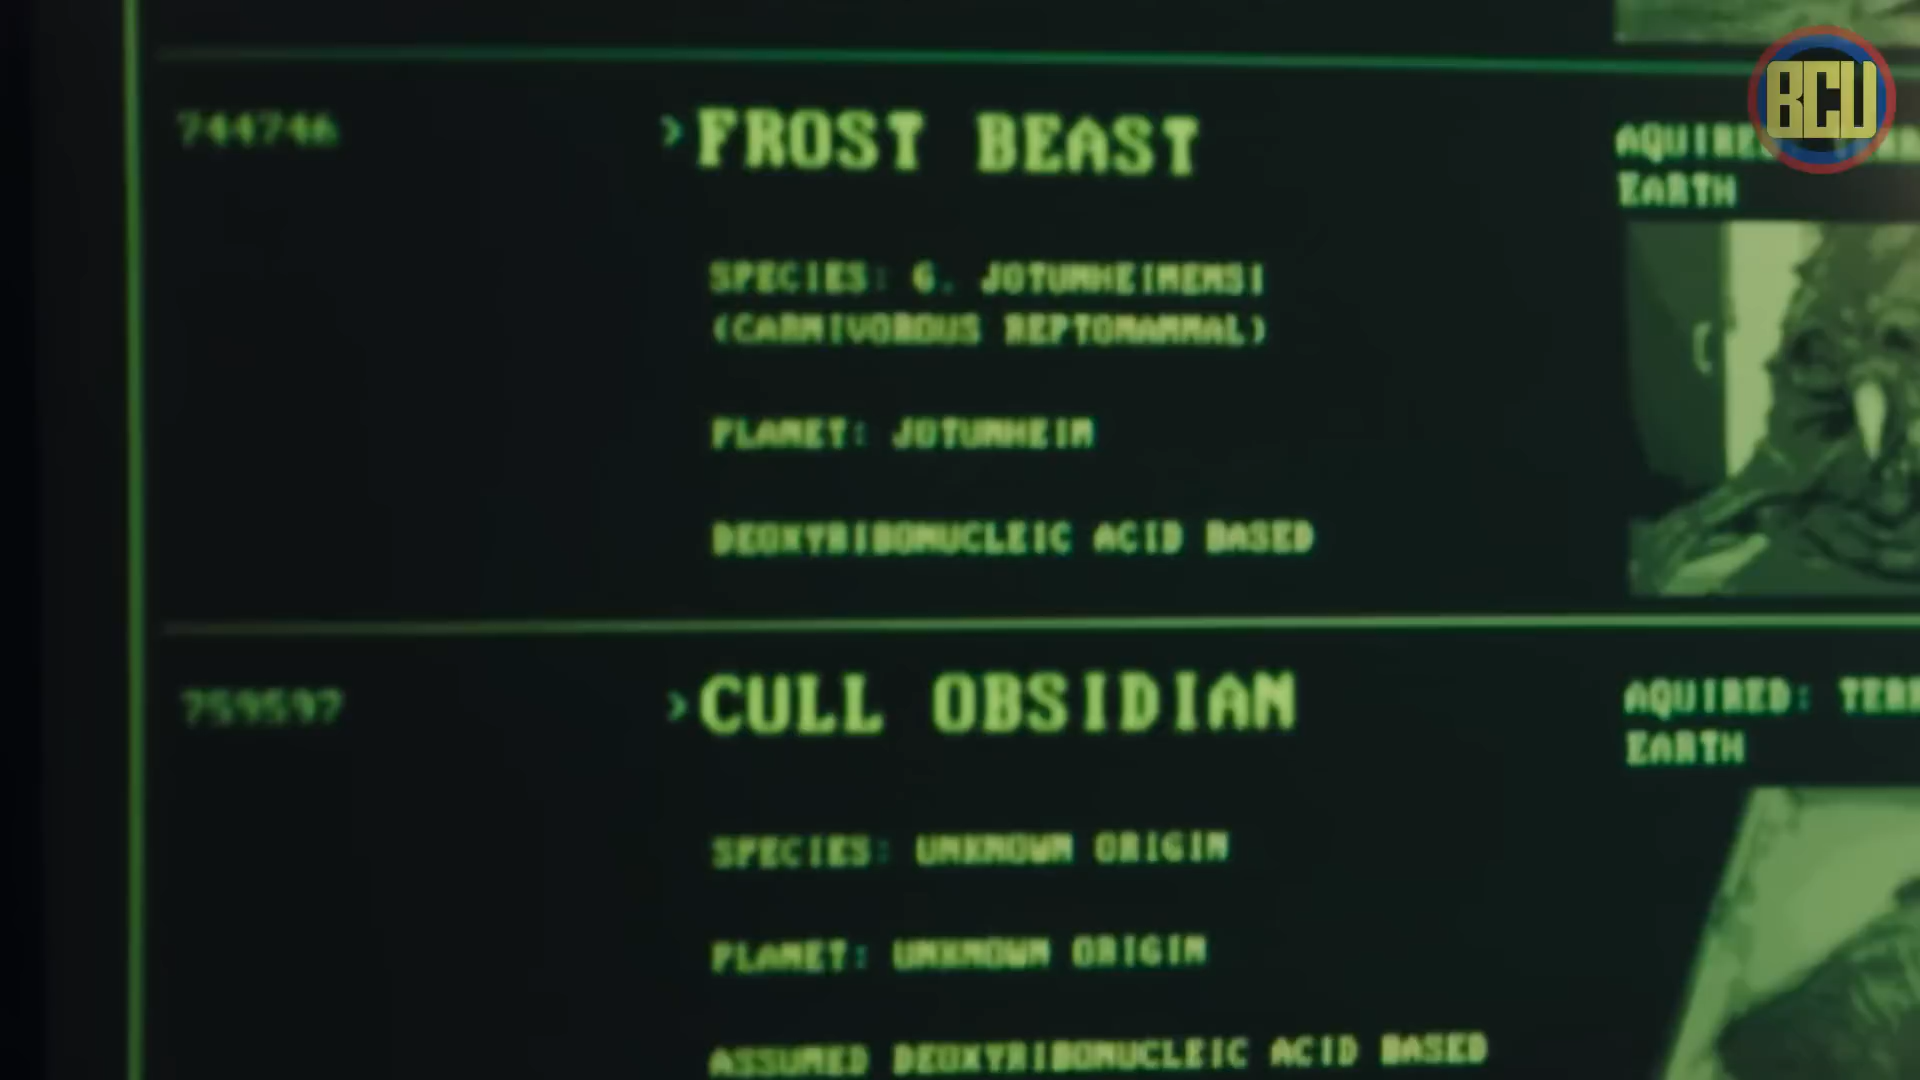 BCU
744746
>FROST BEAST
AQUIRED:
EARTH
SPECIES: G. JOTUNHEIMENSI
(CARNIVOROUS REPTOMAMMAL)
PLANET: JOTUNHEIM
DEOXYRIBONUCLEIC ACID BASED
759597
>CULL OBSIDIAN
AQUIRED: TERR
EARTH
SPECIES: UNKNOWN ORIGIN
PLANET: UNKNOWN ORIGIN
ASSUMED DEOXYRIBONUCLEIC ACID BASED